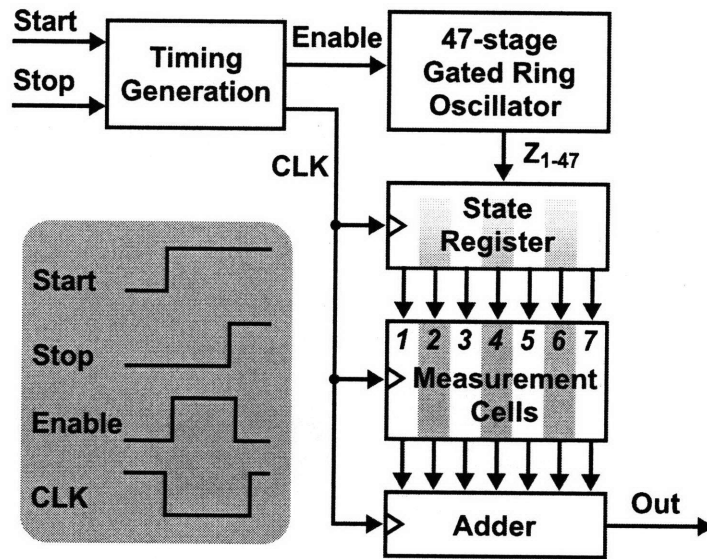 Start
Stop
Timing
Generation
Enable
47-stage
Gated Ring
Oscillator
Z1-47
CLK
State
Register
1 2 3 4 5 6 7
Measurement
Cells
Adder
Out
Start
Stop
Enable
CLK